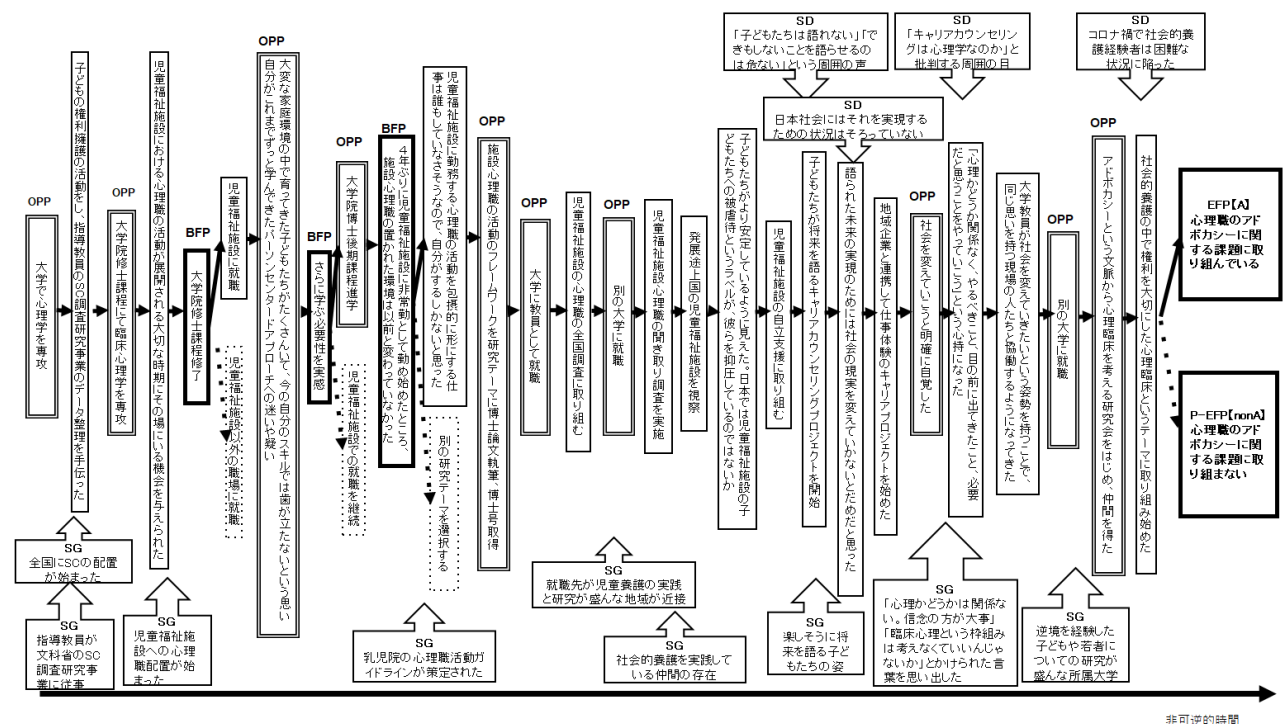 OPP
大学で心理学を専攻
子どもの権利擁護の活動をし、指導教員のSC調査研究事業のデータ整理を手伝った
OPP
大学院修士課程にて臨床心理学を専攻
児童福祉施設における心理職の活動が展開される大切な時期にその場にいる機会を与えられた
BFP
大学院修士課程修了
児童福祉施設に就職
児童福祉施設以外の職場に就職
OPP
大変な家庭環境の中で育ってきた子どもたちがたくさんいて、今の自分のスキルでは歯が立たないという思い
自分がこれまでずっと学んできたパーソンセンタードアプローチへの迷いや疑い
BFP
さらに学ぶ必要性を実感
OPP
大学院博士後期課程進学
児童福祉施設での就職を継続
BFP
4年ぶりに児童福祉施設に非常勤として勤め始めたところ、
施設心理職の置かれた環境は以前と変わっていなかった
児童福祉施設に勤務する心理職の活動を包括的に形にする仕
事は誰もしていなさそうなので、自分がするしかないと思った
別の研究テーマを選択する
OPP
施設心理職の活動のフレームワークを研究テーマに博士論文執筆、博士号取得
OPP
大学に教員として就職
児童福祉施設の心理職の全国調査に取り組む
OPP
別の大学に就職
児童福祉施設心理職の聞き取り調査を実施
発展途上国の児童福祉施設を視察
子どもたちがより安定しているように見えた。日本では児童福祉施設の子
どもたちへの被虐待というラベルが、彼らを抑圧しているのではないか
児童福祉施設の自立支援に取り組む
子どもたちが将来を語るキャリアカウンセリングプロジェクトを開始
語られた未来の実現のためには社会の現実を変えていかないとだめだと思った
地域企業と連携して仕事体験のキャリアプロジェクトを始めた
OPP
社会を変えていこうと明確に自覚した
「心理かどうか関係なく、やるべきこと、目の前に出てきたこと、必要
だと思うことをやっていこう」という心持になった
大学教員が社会を変えていきたいという姿勢を持つことで、
同じ思いを持つ現場の人たちと協働するようになってきた
OPP
別の大学に就職
OPP
アドボカシーという文脈から心理臨床を考える研究会をはじめ、仲間を得た
社会的養護の中で権利を大切にした心理臨床というテーマに取り組み始めた
EFP【A】
心理職のアド
ボカシーに関
する課題に取
り組んでいる
P-EFP【nonA】
心理職のアド
ボカシーに関
する課題に取
り組まない
SD
「子どもたちは語れない」「で
きもしないことを語らせるの
は危ない」という周囲の声
SD
「キャリアカウンセリン
グは心理学なのか」と
批判する周囲の目
SD
コロナ禍で社会的養
護経験者は困難な
状況に陥った
SD
日本社会にはそれを実現する
ための状況はそろっていない
SG
全国にSCの配置
が始まった
SG
指導教員が
文科省のSC
調査研究事
業に従事
SG
児童福祉施
設への心理
職配置が始
まった
SG
乳児院の心理職活動ガ
イドラインが策定された
SG
就職先が児童養護の実践
と研究が盛んな地域が近接
SG
社会的養護を実践して
いる仲間の存在
SG
楽しそうに将
来を語る子ど
もたちの姿
SG
「心理かどうかは関係
ない。信念の方が大事」
「臨床心理という枠組み
は考えなくていいんじゃ
ないか」とかけられた言
葉を思い出した
SG
逆境を経験した
子どもや若者に
ついての研究が
盛んな所属大学
非可逆的時間